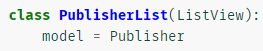 class PublisherList(ListView):
    model = Publisher